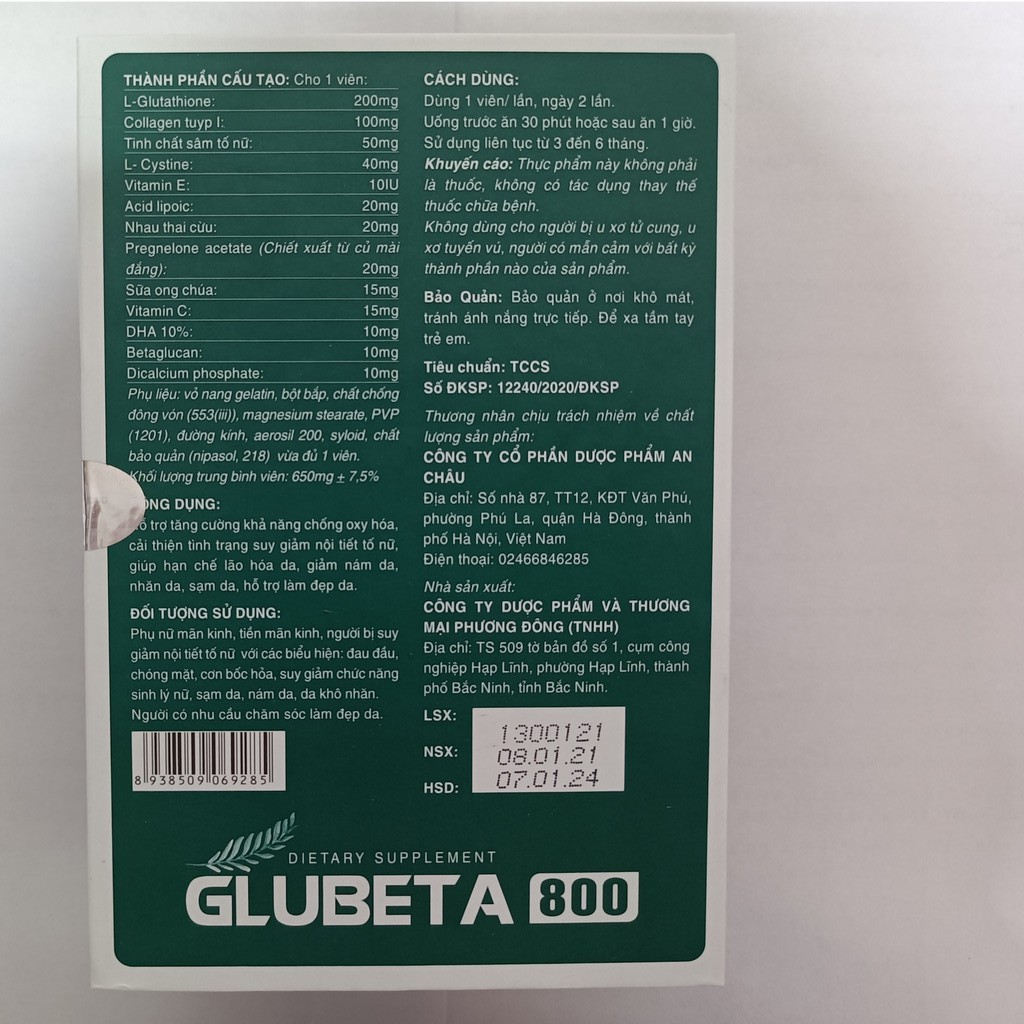 THÀNH PHẦN CẤU TẠO: Cho 1 viên:
L-Glutathione: 200mg
Collagen tuyp I: 100mg
Tinh chất sâm tố nữ: 50mg
L- Cystine: 40mg
Vitamin E: 10IU
Acid lipoic: 20mg
Nhau thai cừu: 20mg
Pregnelone acetate (Chiết xuất từ củ mài
đắng): 20mg
Sữa ong chúa: 15mg
Vitamin C: 15mg
DHA 10%: 10mg
Betaglucan: 10mg
Dicalcium phosphate: 10mg
Phụ liệu: vỏ nang gelatin, bột bắp, chất chống
đông vón (553(iii)), magnesium stearate, PVP
(1201), đường kính, aerosil 200, syloid, chất
bảo quản (nipasol, 218) vừa đủ 1 viên.
Khối lượng trung bình viên: 650mg ± 7,5%
ÔNG DỤNG:
trợ tăng cường khả năng chống oxy hóa,
cải thiện tình trạng suy giảm nội tiết tố nữ,
giúp hạn chế lão hóa da, giảm nám da,
nhăn da, sạm da, hỗ trợ làm đẹp da.
ĐỐI TƯỢNG SỬ DỤNG:
Phụ nữ mãn kinh, tiền mãn kinh, người bị suy
giảm nội tiết tố nữ với các biểu hiện: đau đầu,
chóng mặt, cơn bốc hỏa, suy giảm chức năng
sinh lý nữ, sạm da, nám da, da khô nhăn.
Người có nhu cầu chăm sóc làm đẹp da.
8 938509 069285
CÁCH DÙNG:
Dùng 1 viên/ lần, ngày 2 lần.
Uống trước ăn 30 phút hoặc sau ăn 1 giờ.
Sử dụng liên tục từ 3 đến 6 tháng.
Khuyến cáo: Thực phẩm này không phải
là thuốc, không có tác dụng thay thế
thuốc chữa bệnh.
Không dùng cho người bị u xơ tử cung, u
xơ tuyến vú, người có mẫn cảm với bất kỳ
thành phần nào của sản phẩm.
Bảo Quản: Bảo quản ở nơi khô mát,
tránh ánh nắng trực tiếp. Để xa tầm tay
trẻ em.
Tiêu chuẩn: TCCS
Số ĐKSP: 12240/2020/ĐKSP
Thương nhân chịu trách nhiệm về chất
lượng sản phẩm:
CÔNG TY CỔ PHẦN DƯỢC PHẨM AN
CHÂU
Địa chỉ: Số nhà 87, TT12, KĐT Văn Phú,
phường Phú La, quận Hà Đông, thành
phố Hà Nội, Việt Nam
Điện thoại: 02466846285
Nhà sản xuất:
CÔNG TY DƯỢC PHẨM VÀ THƯƠNG
MẠI PHƯƠNG ĐÔNG (TNHH)
Địa chỉ: TS 509 tờ bản đồ số 1, cụm công
nghiệp Hạp Lĩnh, phường Hạp Lĩnh, thành
phố Bắc Ninh, tỉnh Bắc Ninh.
LSX: 1300121
NSX: 08.01.21
HSD: 07.01.24
DIETARY SUPPLEMENT
GLUBETA 800